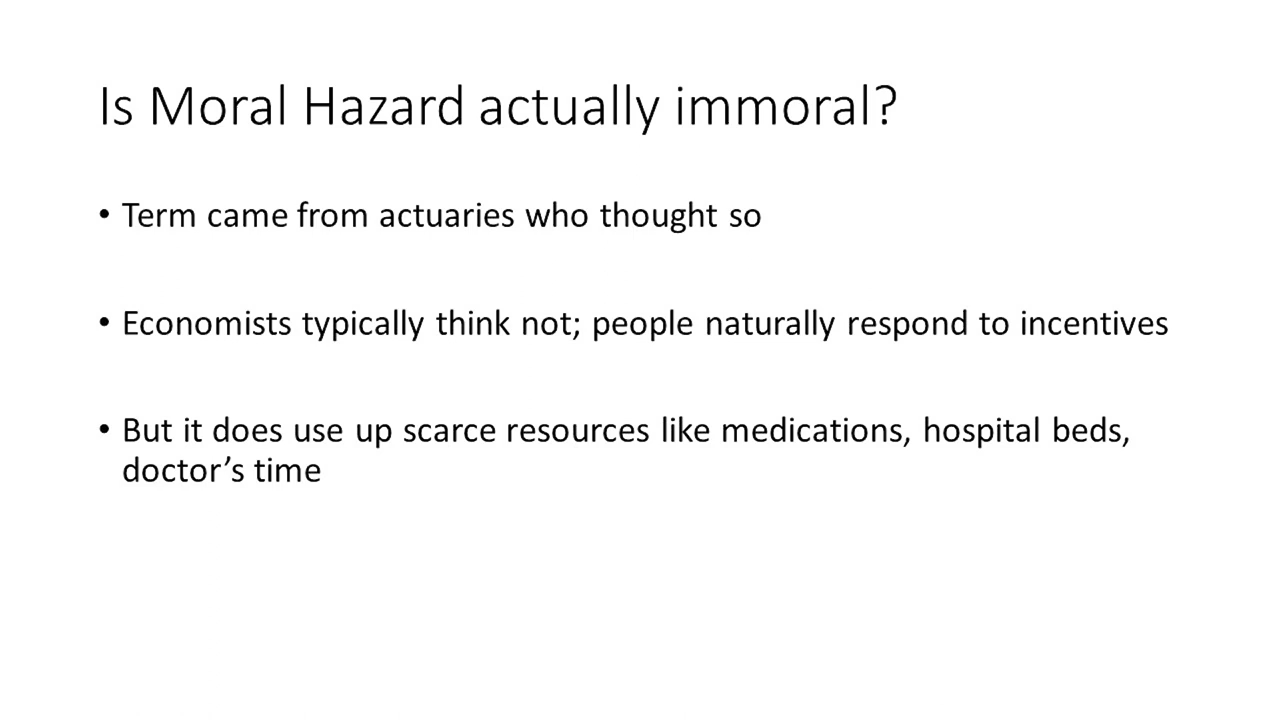 Is Moral Hazard actually immoral?
• Term came from actuaries who thought so
• Economists typically think not; people naturally respond to incentives
• But it does use up scarce resources like medications, hospital beds,
doctor’s time